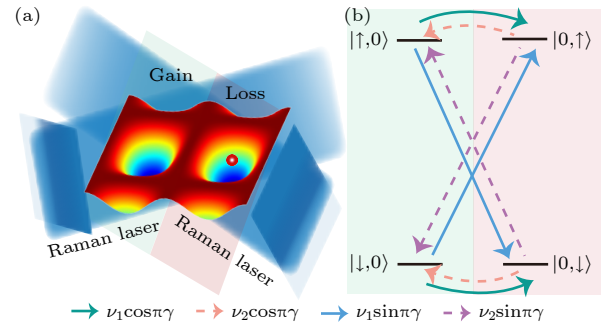 (a)
Gain
Loss
Raman laser
Raman laser
(b)
|↑,0⟩
|0,↑⟩
|↓,0⟩
|0,↓⟩
ν₁cosπγ
ν₂cosπγ
ν₁sinπγ
ν₂sinπγ